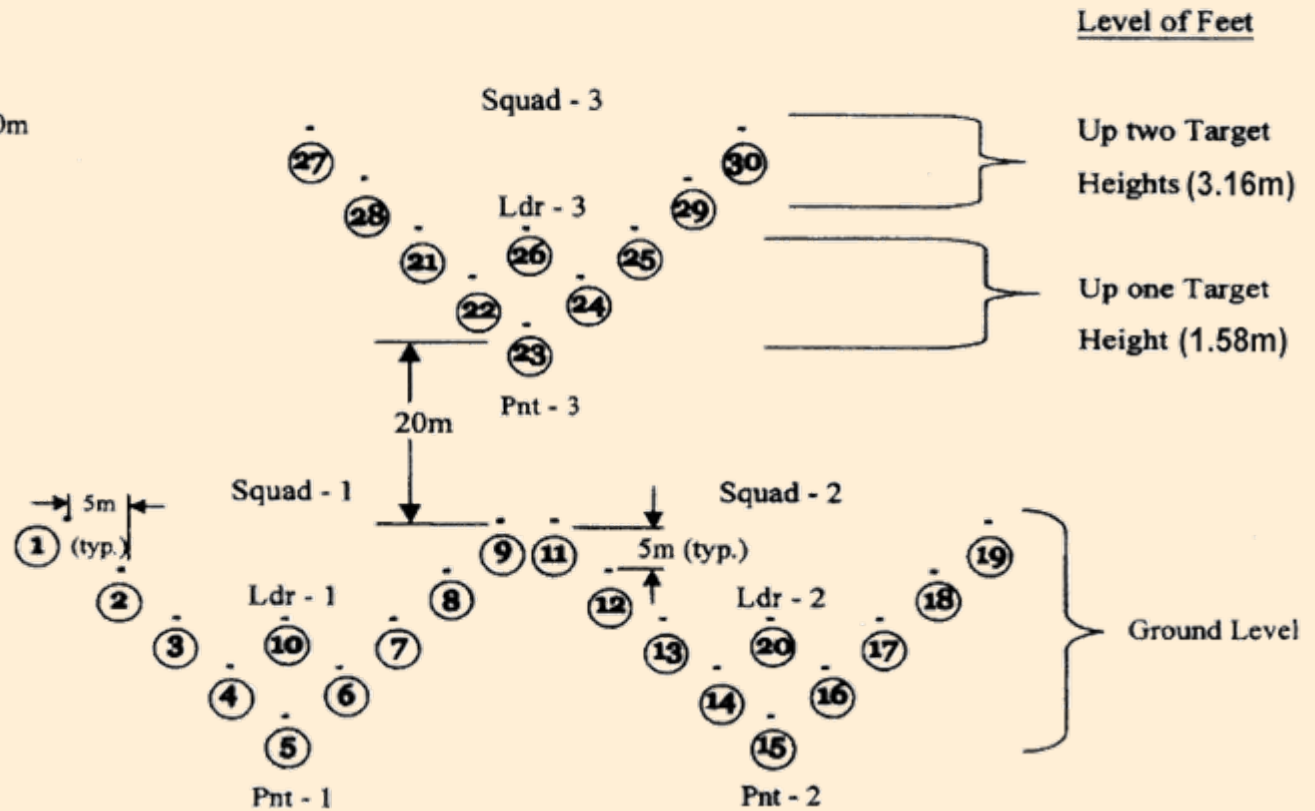 Level of Feet
Squad - 3
0m
27
30
Up two Target
Heights (3.16m)
28
Ldr - 3
29
21
26
25
22
24
Up one Target
Height (1.58m)
23
Pnt - 3
20m
Squad - 1
Squad - 2
5m
1
(typ.)
9
11
5m (typ.)
19
2
Ldr - 1
8
12
Ldr - 2
18
Ground Level
3
10
7
13
20
17
4
6
14
16
5
15
Pnt - 1
Pnt - 2